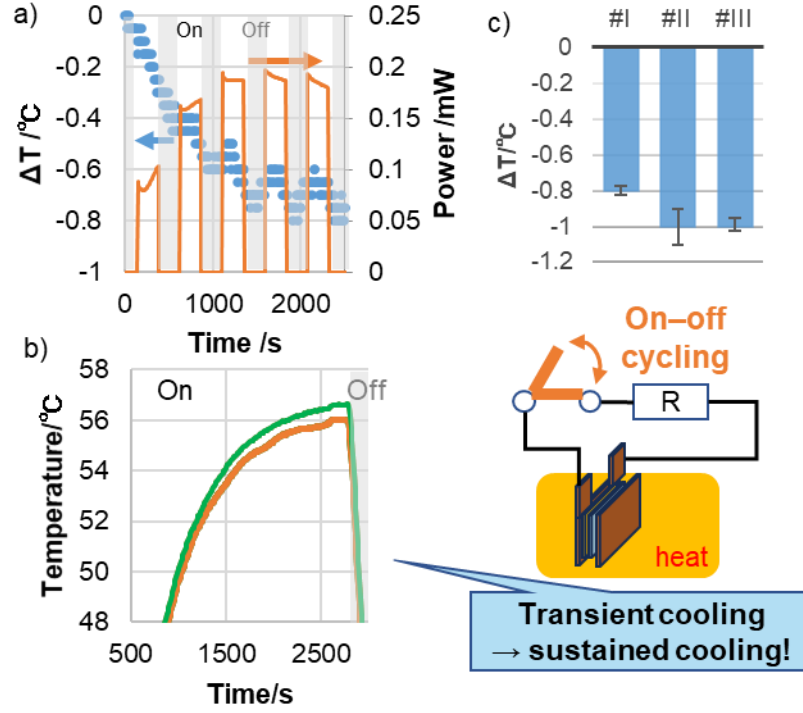 a)
On
Off
0
-0.2
-0.4
-0.6
-0.8
-1
ΔT /℃
0.25
0.2
0.15
0.1
0.05
0
Power /mW
0
1000
2000
Time /s
b)
On
Off
58
56
54
52
50
48
Temperature/℃
500
1500
2500
Time/s
c)
#I
#II
#III
0
-0.2
-0.4
-0.6
-0.8
-1
-1.2
ΔT/℃
On–off
cycling
R
heat
Transient cooling
→ sustained cooling!